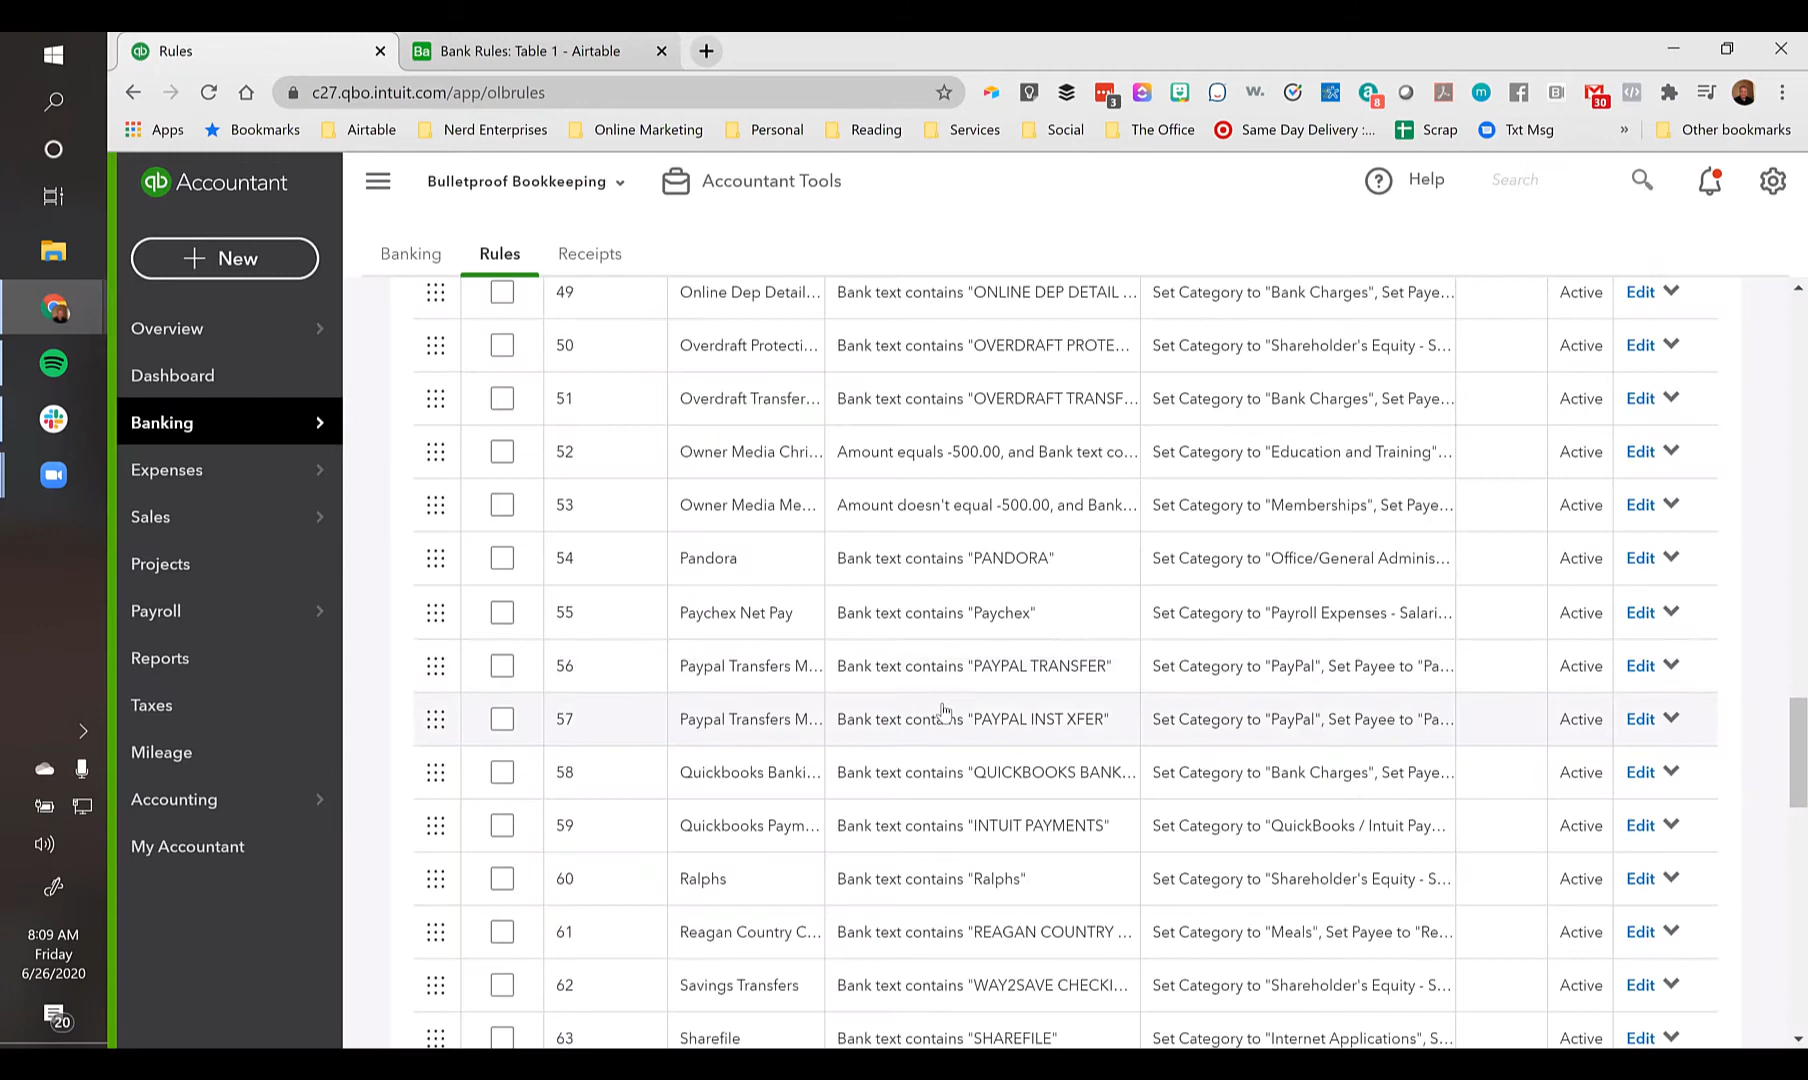 Rules
Ba Bank Rules: Table 1 - Airtable
c27.qbo.intuit.com/app/olbrules
3
8
30
Apps Bookmarks Airtable Nerd Enterprises Online Marketing Personal Reading Services Social The Office Same Day Delivery :... Scrap Txt Msg » Other bookmarks
qb Accountant
Bulletproof Bookkeeping Accountant Tools
Help Search
+ New
Banking Rules Receipts
Overview
Dashboard
Banking
Expenses
Sales
Projects
Payroll
Reports
Taxes
Mileage
Accounting
My Accountant
49 Online Dep Detail... Bank text contains "ONLINE DEP DETAIL ... Set Category to "Bank Charges", Set Paye... Active Edit
50 Overdraft Protecti... Bank text contains "OVERDRAFT PROTE... Set Category to "Shareholder's Equity - S... Active Edit
51 Overdraft Transfer... Bank text contains "OVERDRAFT TRANSF... Set Category to "Bank Charges", Set Paye... Active Edit
52 Owner Media Chri... Amount equals -500.00, and Bank text co... Set Category to "Education and Training"... Active Edit
53 Owner Media Me... Amount doesn't equal -500.00, and Bank... Set Category to "Memberships", Set Paye... Active Edit
54 Pandora Bank text contains "PANDORA" Set Category to "Office/General Adminis... Active Edit
55 Paychex Net Pay Bank text contains "Paychex" Set Category to "Payroll Expenses - Salari... Active Edit
56 Paypal Transfers M... Bank text contains "PAYPAL TRANSFER" Set Category to "PayPal", Set Payee to "Pa... Active Edit
57 Paypal Transfers M... Bank text contains "PAYPAL INST XFER" Set Category to "PayPal", Set Payee to "Pa... Active Edit
58 Quickbooks Banki... Bank text contains "QUICKBOOKS BANK... Set Category to "Bank Charges", Set Paye... Active Edit
59 Quickbooks Paym... Bank text contains "INTUIT PAYMENTS" Set Category to "QuickBooks / Intuit Pay... Active Edit
60 Ralphs Bank text contains "Ralphs" Set Category to "Shareholder's Equity - S... Active Edit
61 Reagan Country C... Bank text contains "REAGAN COUNTRY ... Set Category to "Meals", Set Payee to "Re... Active Edit
62 Savings Transfers Bank text contains "WAY2SAVE CHECKI... Set Category to "Shareholder's Equity - S... Active Edit
63 Sharefile Bank text contains "SHAREFILE" Set Category to "Internet Applications", S... Active Edit
8:09 AM
Friday
6/26/2020
20